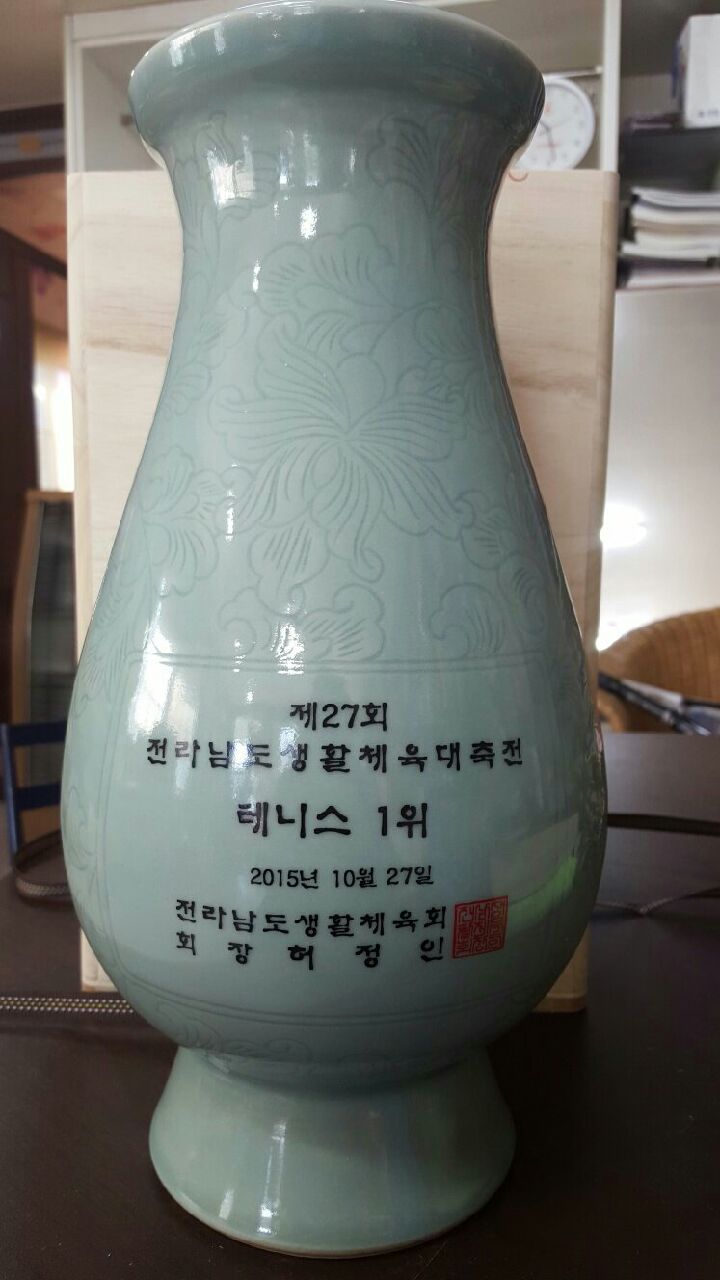 제27회
전라남도생활체육대축전
테니스 1위
2015년 10월 27일
전라남도생활체육회
회장허정인